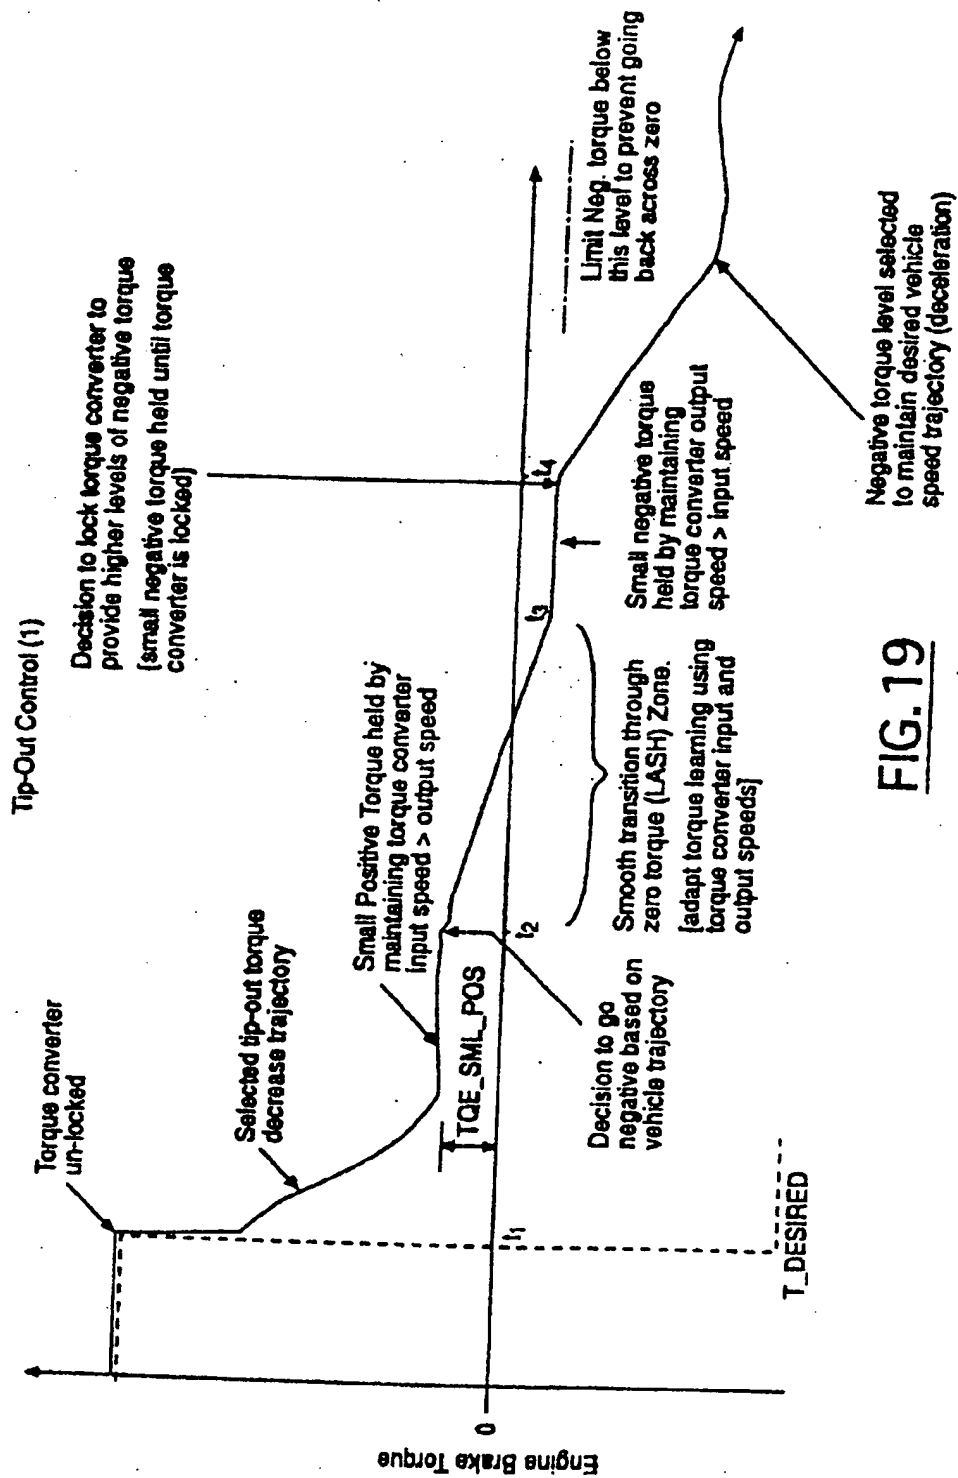 Tip-Out Control (1)
Torque converter
un-locked
Selected tip-out torque
decrease trajectory
Small Positive Torque held by
maintaining torque converter
input speed > output speed
Decision to lock torque converter to
provide higher levels of negative torque
[small negative torque held until torque
converter is locked]
Engine Brake Torque
0
TQE_SML_POS
t1
t2
t3
t4
T_DESIRED
Decision to go
negative based on
vehicle trajectory
Smooth transition through
zero torque (LASH) Zone.
[adapt torque learning using
torque converter input and
output speeds]
Small negative torque
held by maintaining
torque converter output
speed > input speed
Limit Neg. torque below
this level to prevent going
back across zero
Negative torque level selected
to maintain desired vehicle
speed trajectory (deceleration)
FIG. 19